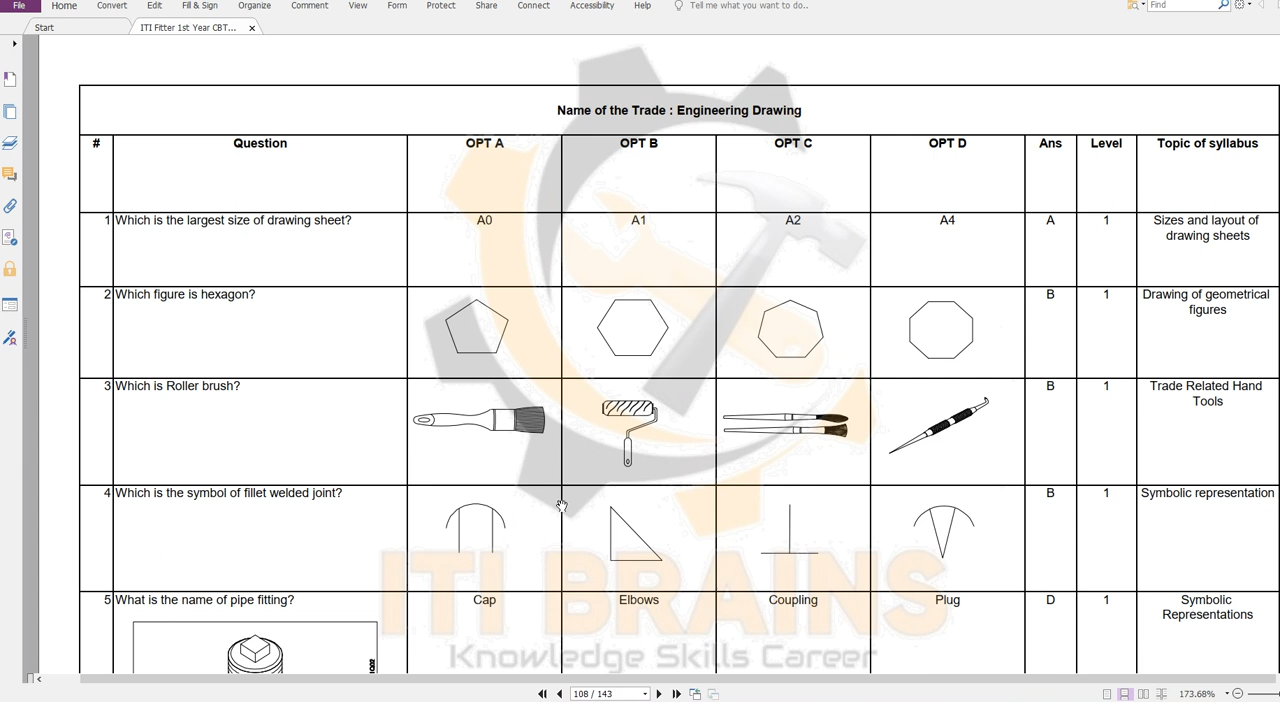 File Home Convert Edit Fill & Sign Organize Comment View Form Protect Share Connect Accessibility Help Tell me what you want to do.. Find
Start ITI Fitter 1st Year CBT...
Name of the Trade : Engineering Drawing
# Question OPT A OPT B OPT C OPT D Ans Level Topic of syllabus
1 Which is the largest size of drawing sheet? A0 A1 A2 A4 A 1 Sizes and layout of
drawing sheets
2 Which figure is hexagon? B 1 Drawing of geometrical
figures
3 Which is Roller brush? B 1 Trade Related Hand
Tools
4 Which is the symbol of fillet welded joint? B 1 Symbolic representation
ITI BRAINS
5 What is the name of pipe fitting? Cap Elbows Coupling Plug D 1 Symbolic
Representations
Knowledge Skills Career
108 / 143 173.68%